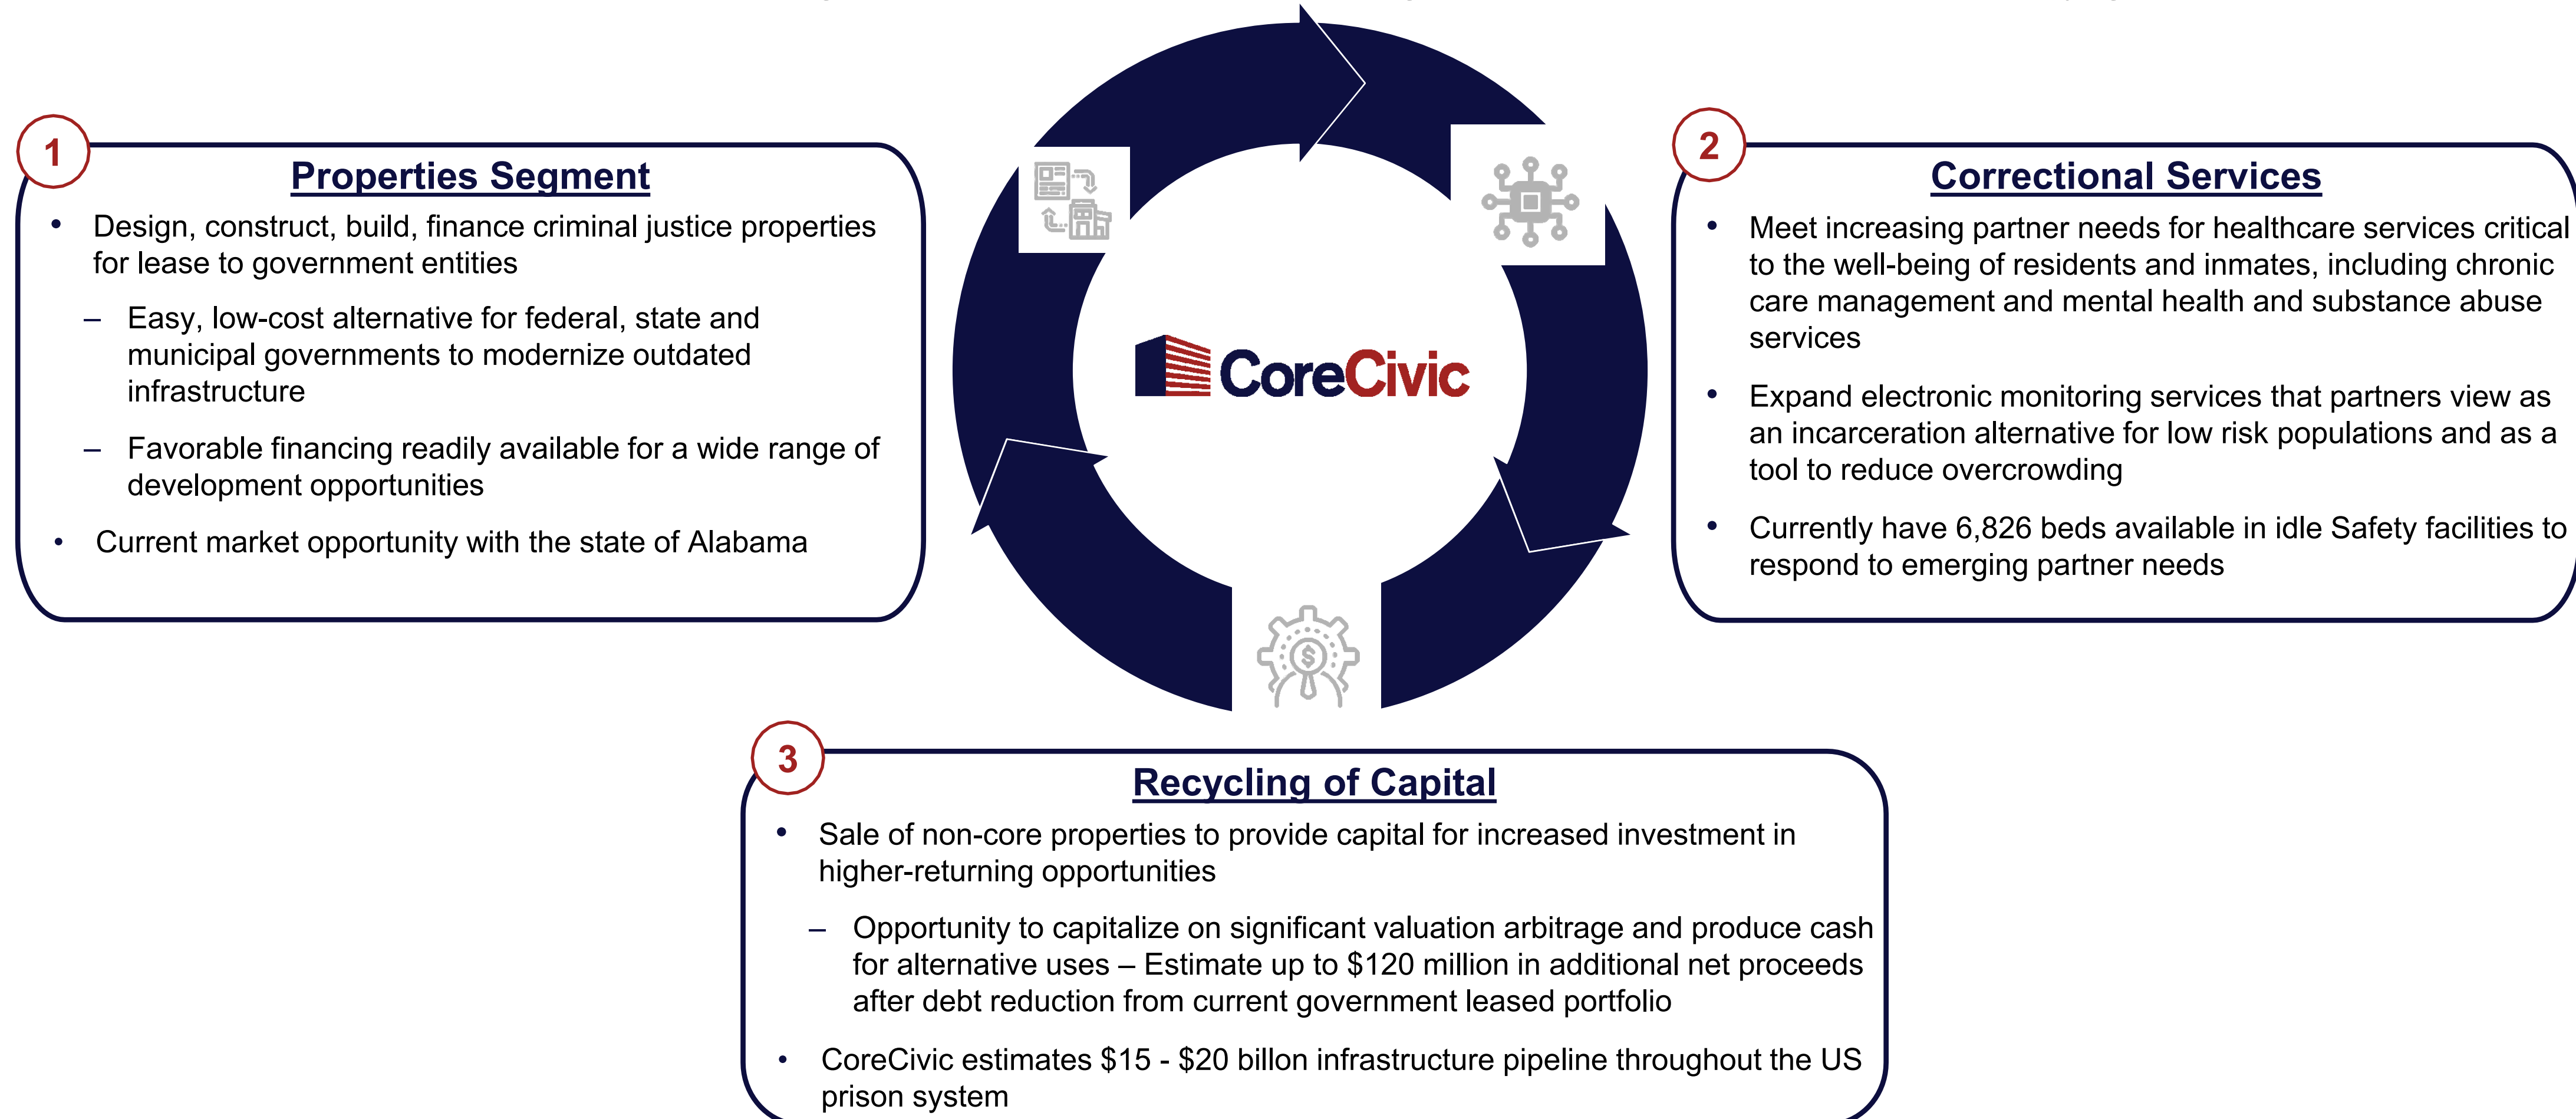 1
Properties Segment
• Design, construct, build, finance criminal justice properties
for lease to government entities
– Easy, low-cost alternative for federal, state and
municipal governments to modernize outdated
infrastructure
– Favorable financing readily available for a wide range of
development opportunities
• Current market opportunity with the state of Alabama
CoreCivic
2
Correctional Services
• Meet increasing partner needs for healthcare services critical
to the well-being of residents and inmates, including chronic
care management and mental health and substance abuse
services
• Expand electronic monitoring services that partners view as
an incarceration alternative for low risk populations and as a
tool to reduce overcrowding
• Currently have 6,826 beds available in idle Safety facilities to
respond to emerging partner needs
$
3
Recycling of Capital
• Sale of non-core properties to provide capital for increased investment in
higher-returning opportunities
– Opportunity to capitalize on significant valuation arbitrage and produce cash
for alternative uses – Estimate up to $120 million in additional net proceeds
after debt reduction from current government leased portfolio
• CoreCivic estimates $15 - $20 billon infrastructure pipeline throughout the US
prison system